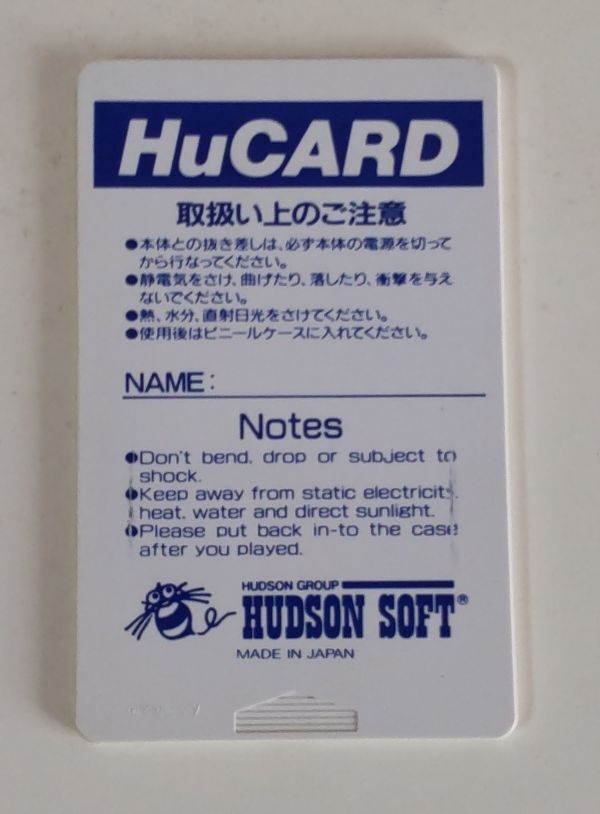 HuCARD
取扱い上のご注意
●本体との抜き差しは、必ず本体の電源を切って
から行なってください。
●静電気をさけ、曲げたり、落したり、衝撃を与え
ないでください。
●熱、水分、直射日光をさけてください。
●使用後はビニールケースに入れてください。
NAME:
Notes
●Don't bend, drop or subject to
shock.
●Keep away from static electricity,
heat, water and direct sunlight.
●Please put back in-to the case
after you played.
HUDSON GROUP
HUDSON SOFT®
MADE IN JAPAN